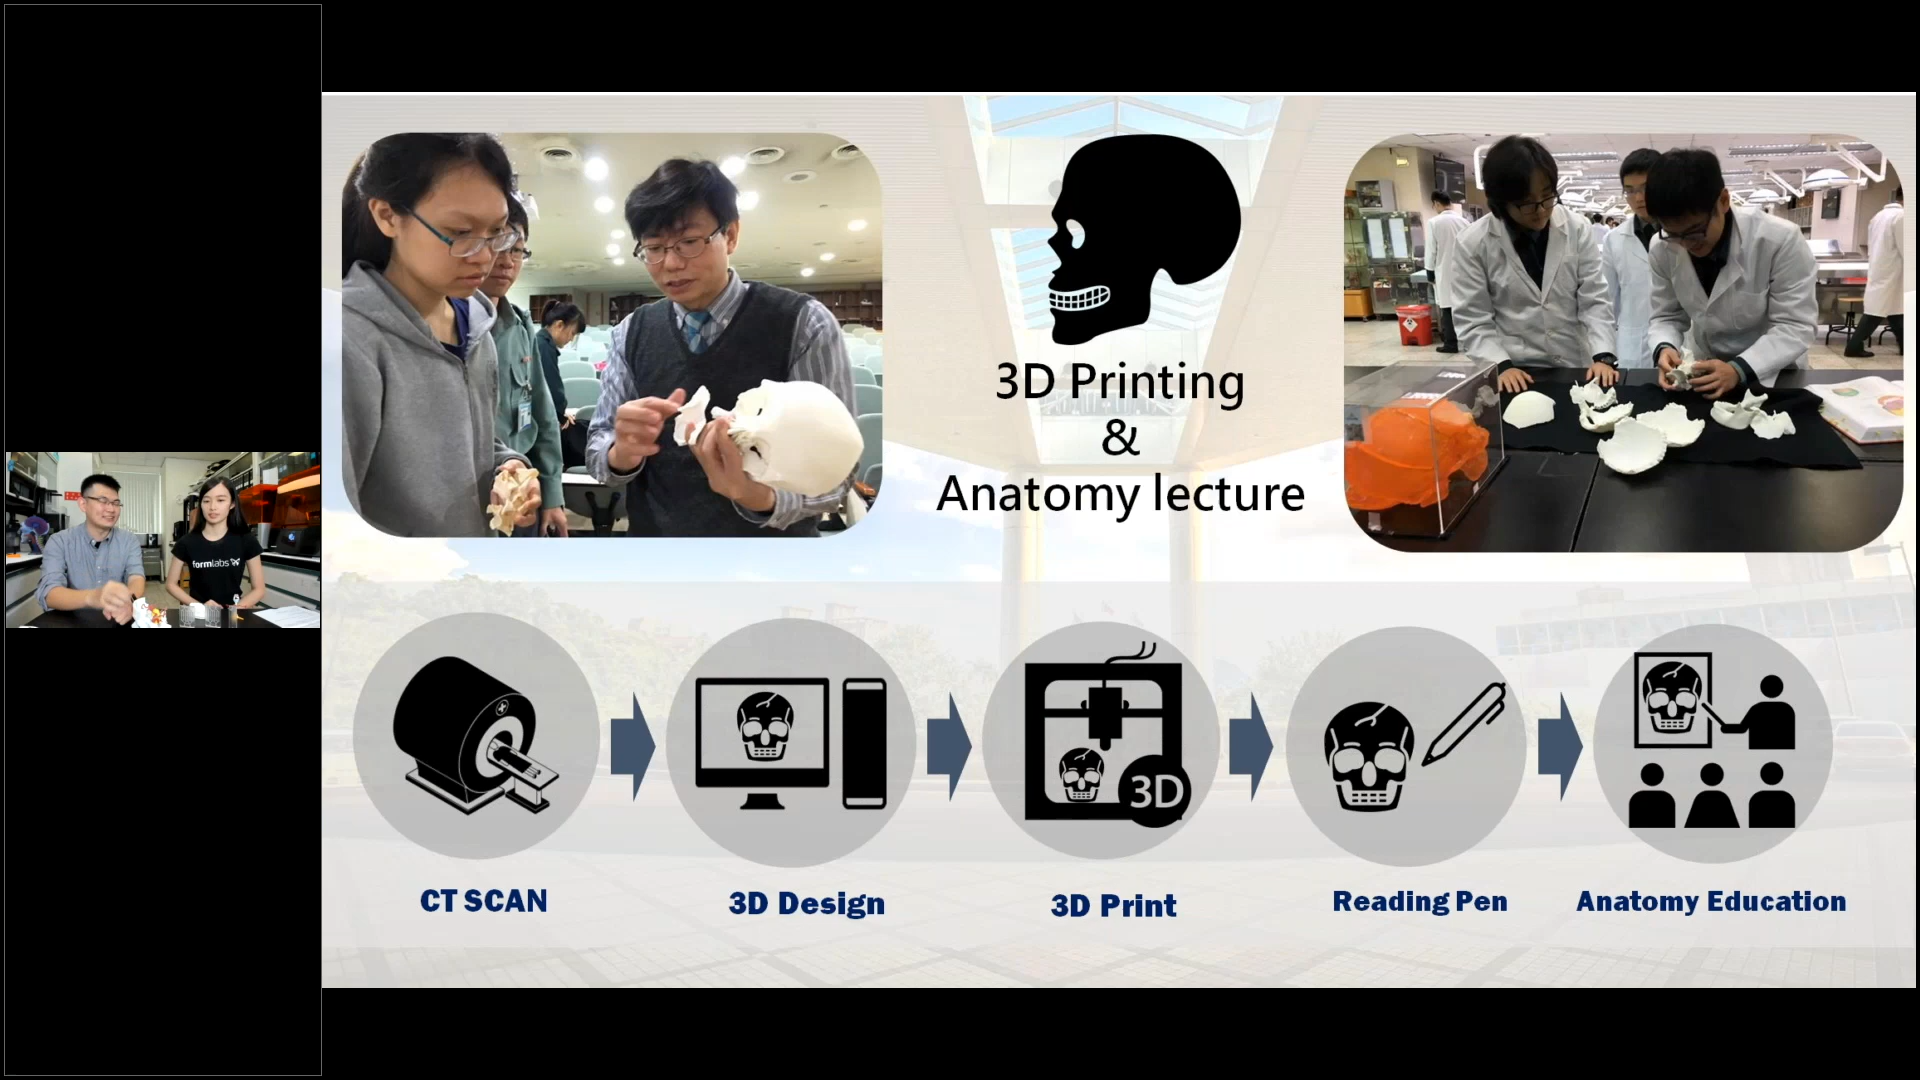 3D Printing
&
Anatomy lecture
formlabs
3D
CT SCAN
3D Design
3D Print
Reading Pen
Anatomy Education